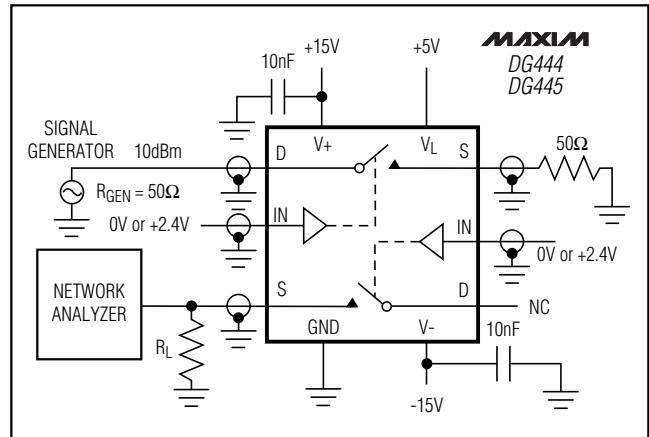 +15V
+5V
MAXIM
DG444
DG445
10nF
SIGNAL
GENERATOR
10dBm
D
V+
VL
S
50Ω
RGEN = 50Ω
IN
IN
0V or +2.4V
0V or +2.4V
NETWORK
ANALYZER
S
D
NC
RL
GND
V-
10nF
-15V